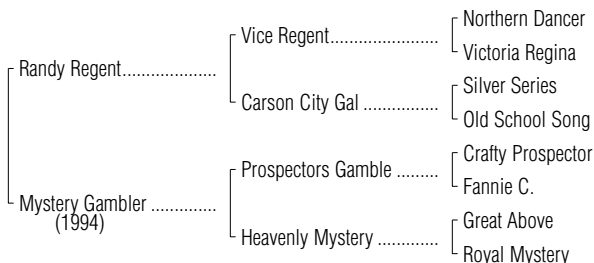 Northern Dancer
Vice Regent.......................
Victoria Regina
Randy Regent....................
Silver Series
Carson City Gal ................
Old School Song
Crafty Prospector
Prospectors Gamble .........
Fannie C.
Mystery Gambler ..............
(1994)
Great Above
Heavenly Mystery .............
Royal Mystery